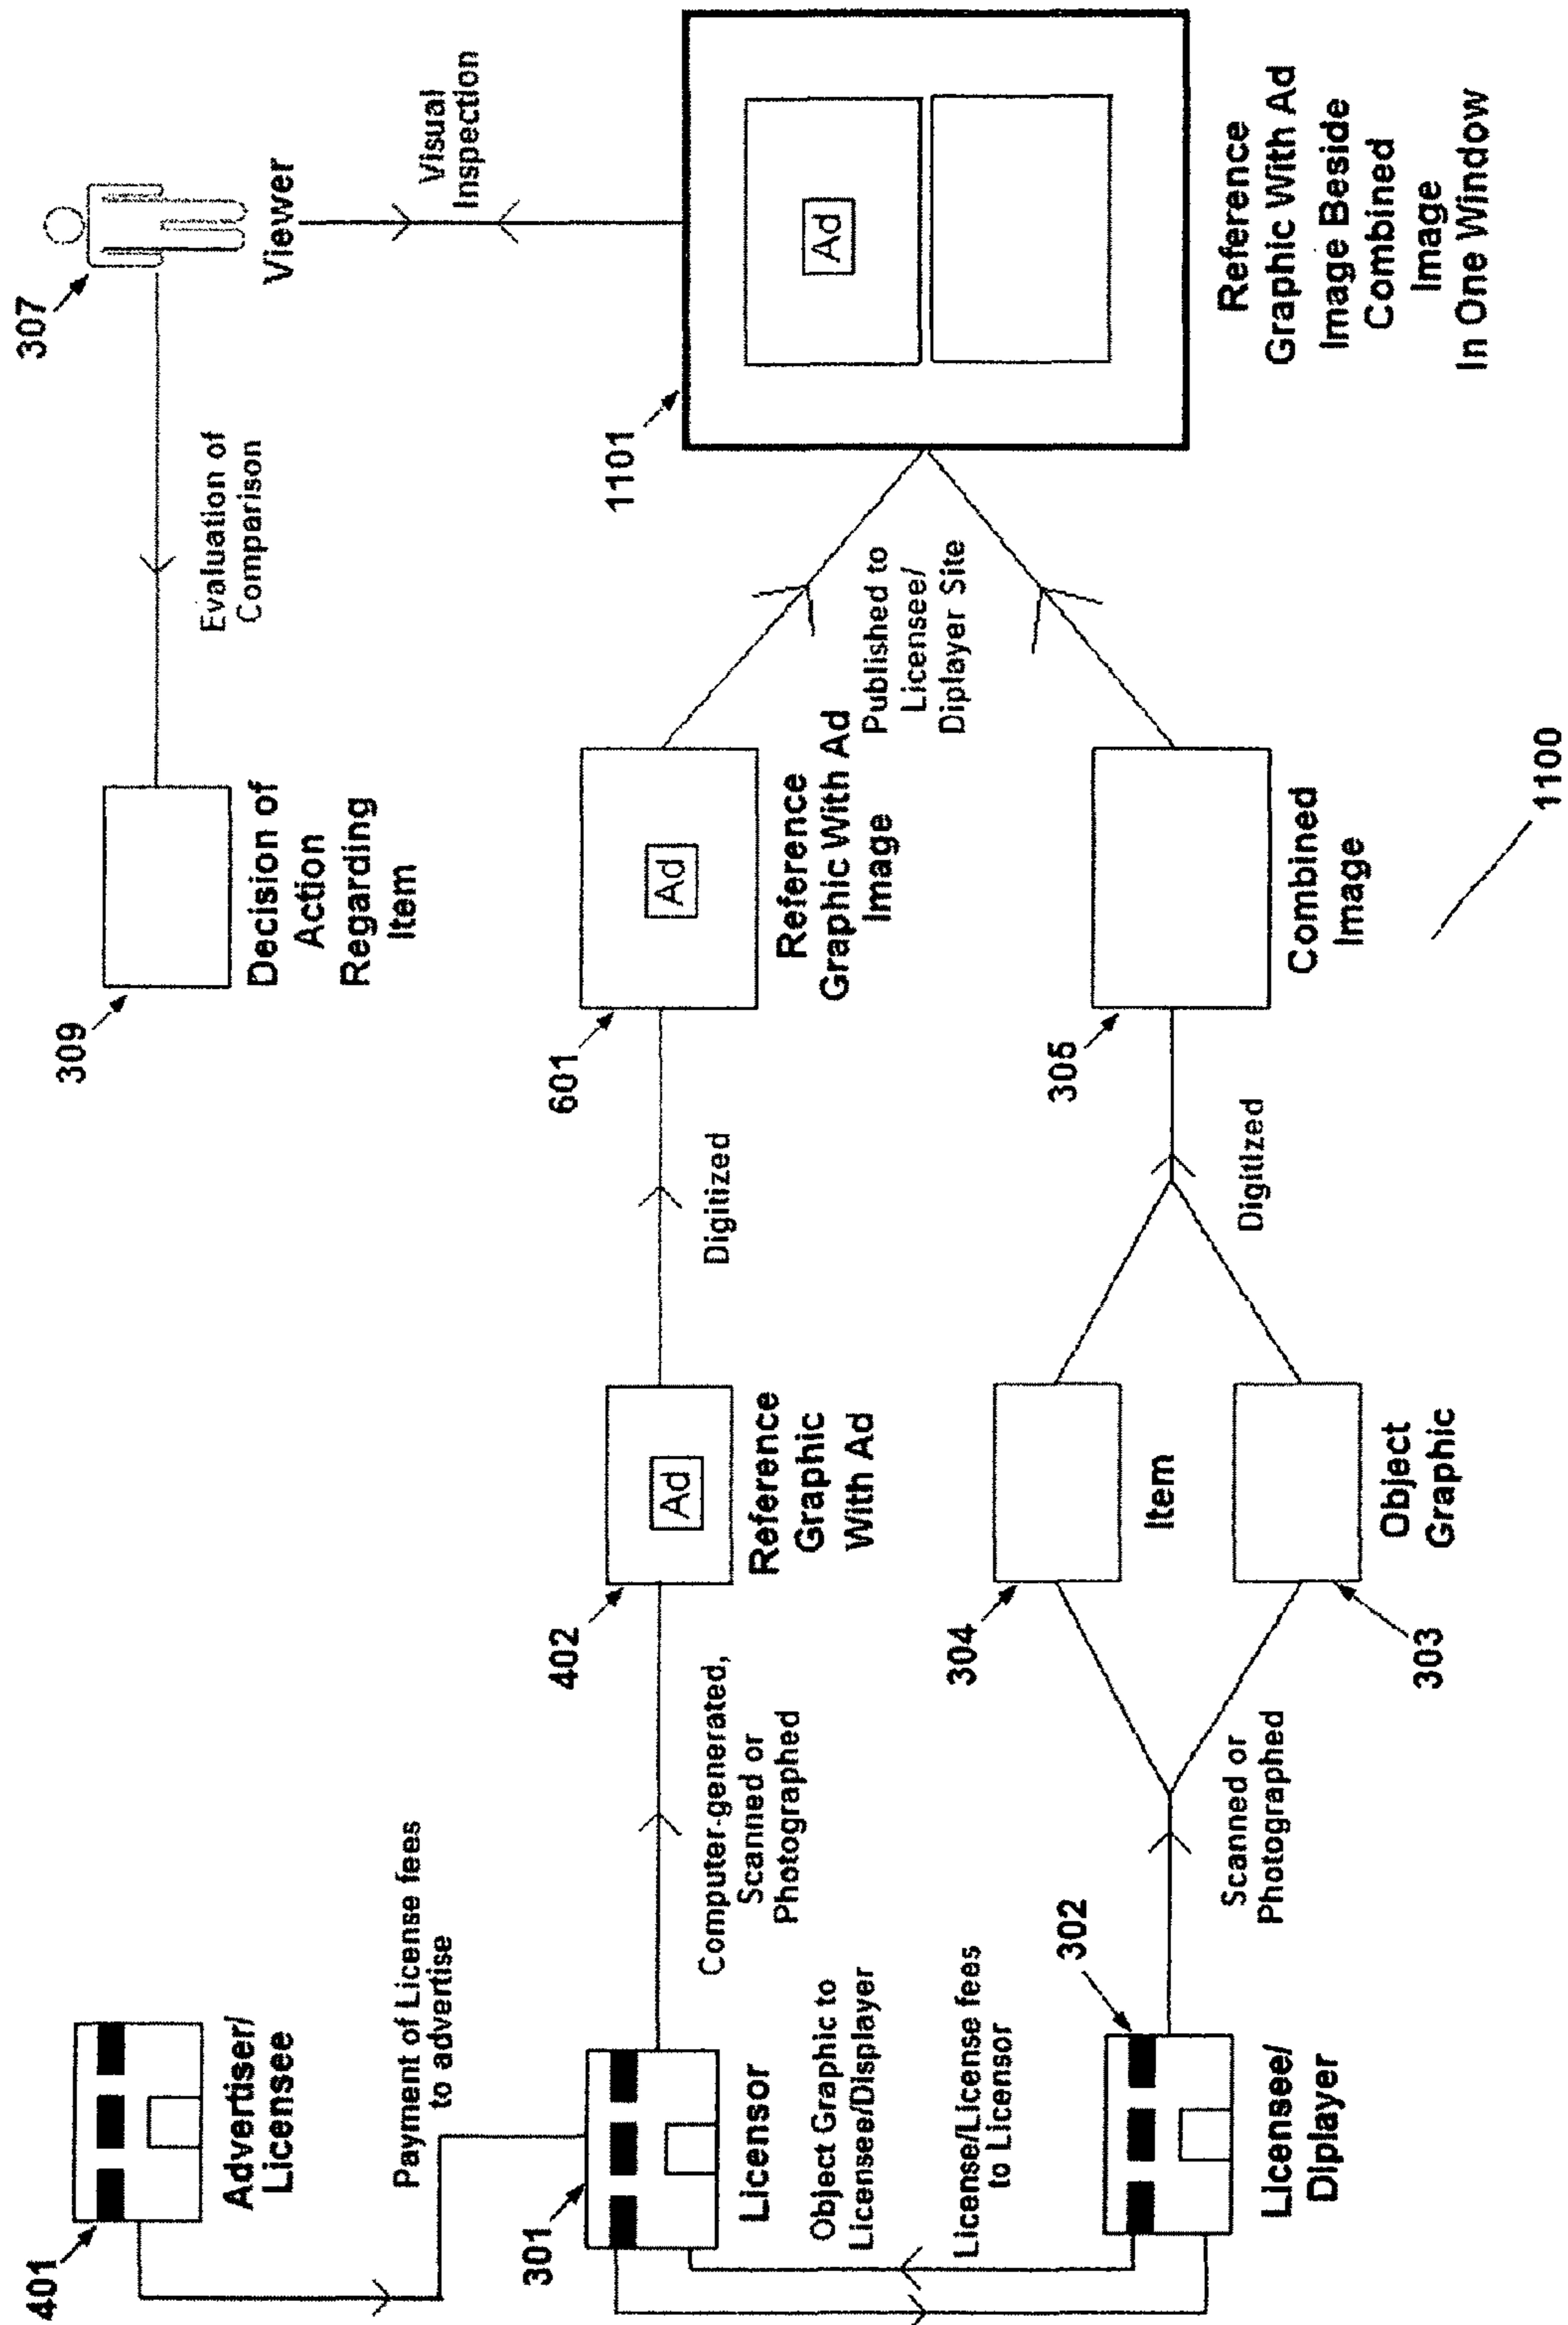 401
Advertiser/
Licensee
Payment of License fees
to advertise
301
Licensor
Object Graphic to
Licensee/Displayer
License/License fees
to Licensor
302
Licensee/
Diplayer
Computer-generated,
Scanned or
Photographed
Scanned or
Photographed
402
Ad
Reference
Graphic
With Ad
304
Item
303
Object
Graphic
Digitized
Digitized
309
Decision of
Action
Regarding
Item
601
Ad
Reference
Graphic With Ad
Image
305
Combined
Image
Published to
Licensee/
Diplayer Site
Evaluation of
Comparison
307
Viewer
Visual
Inspection
1101
Ad
Reference
Graphic With Ad
Image Beside
Combined
Image
In One Window
1100